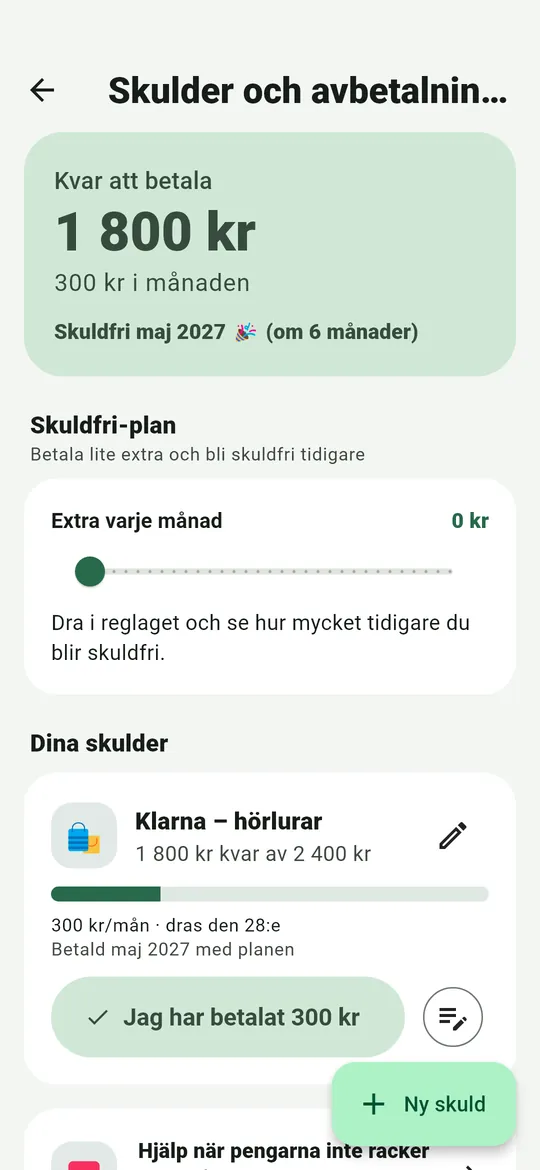 Skulder och avbetalnin...
Kvar att betala
1 800 kr
300 kr i månaden
Skuldfri maj 2027 🎉 (om 6 månader)
Skuldfri-plan
Betala lite extra och bli skuldfri tidigare
Extra varje månad
0 kr
Dra i reglaget och se hur mycket tidigare du
blir skuldfri.
Dina skulder
Klarna – hörlurar
1 800 kr kvar av 2 400 kr
300 kr/mån · dras den 28:e
Betald maj 2027 med planen
Jag har betalat 300 kr
Ny skuld
Hjälp när pengarna inte räcker